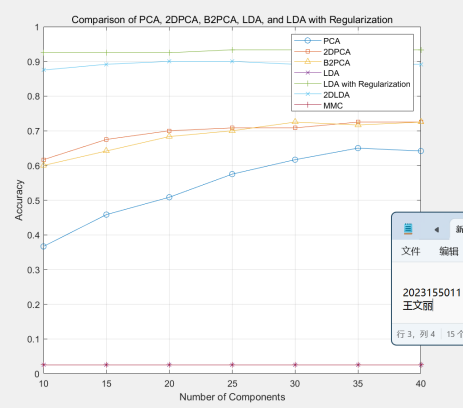 Comparison of PCA, 2DPCA, B2PCA, LDA, and LDA with Regularization
1
0.9
0.8
0.7
0.6
0.5
0.4
0.3
0.2
0.1
0
Accuracy
10
15
20
25
30
35
40
Number of Components
PCA
2DPCA
B2PCA
LDA
LDA with Regularization
2DLDA
MMC
文件 编辑
2023155011
王文丽
行 3，列 4 15 个